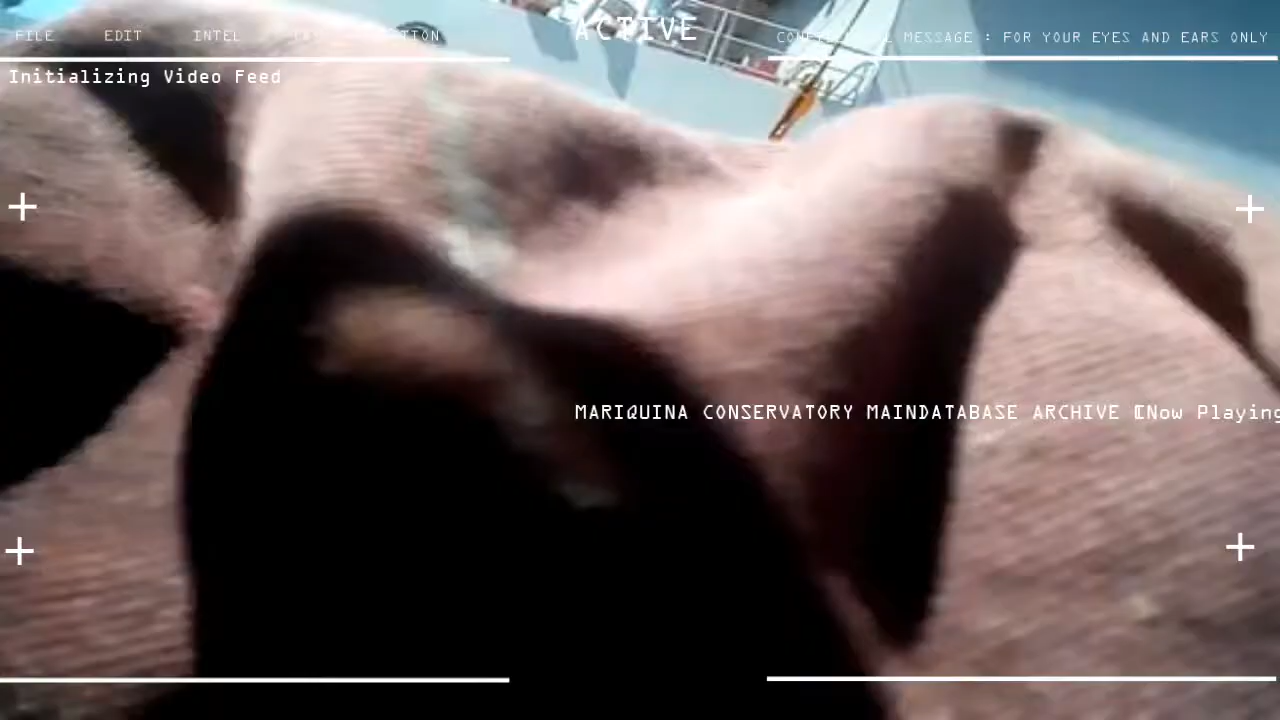 FILE EDIT INTEL
ACTIVE
MESSAGE : FOR YOUR EYES AND EARS ONLY
Initializing Video Feed
MARIQUINA CONSERVATORY MAINDATABASE ARCHIVE [Now Playing